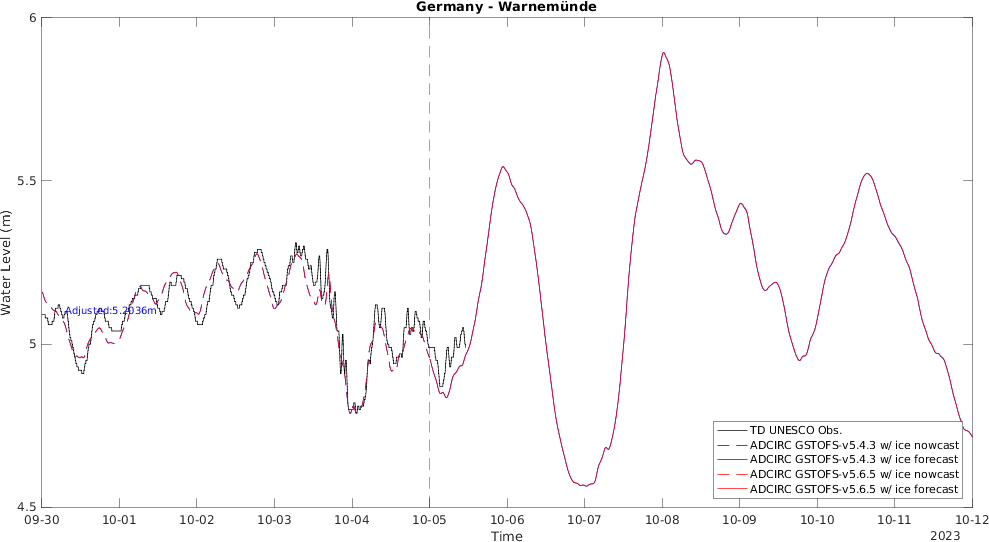 Germany - Warnemünde
6
5.5
5
4.5
Water Level (m)
Adjusted:5.2036m
TD UNESCO Obs.
ADCIRC GSTOFS-v5.4.3 w/ ice nowcast
ADCIRC GSTOFS-v5.4.3 w/ ice forecast
ADCIRC GSTOFS-v5.6.5 w/ ice nowcast
ADCIRC GSTOFS-v5.6.5 w/ ice forecast
09-30 10-01 10-02 10-03 10-04 10-05 10-06 10-07 10-08 10-09 10-10 10-11 10-12
Time
2023